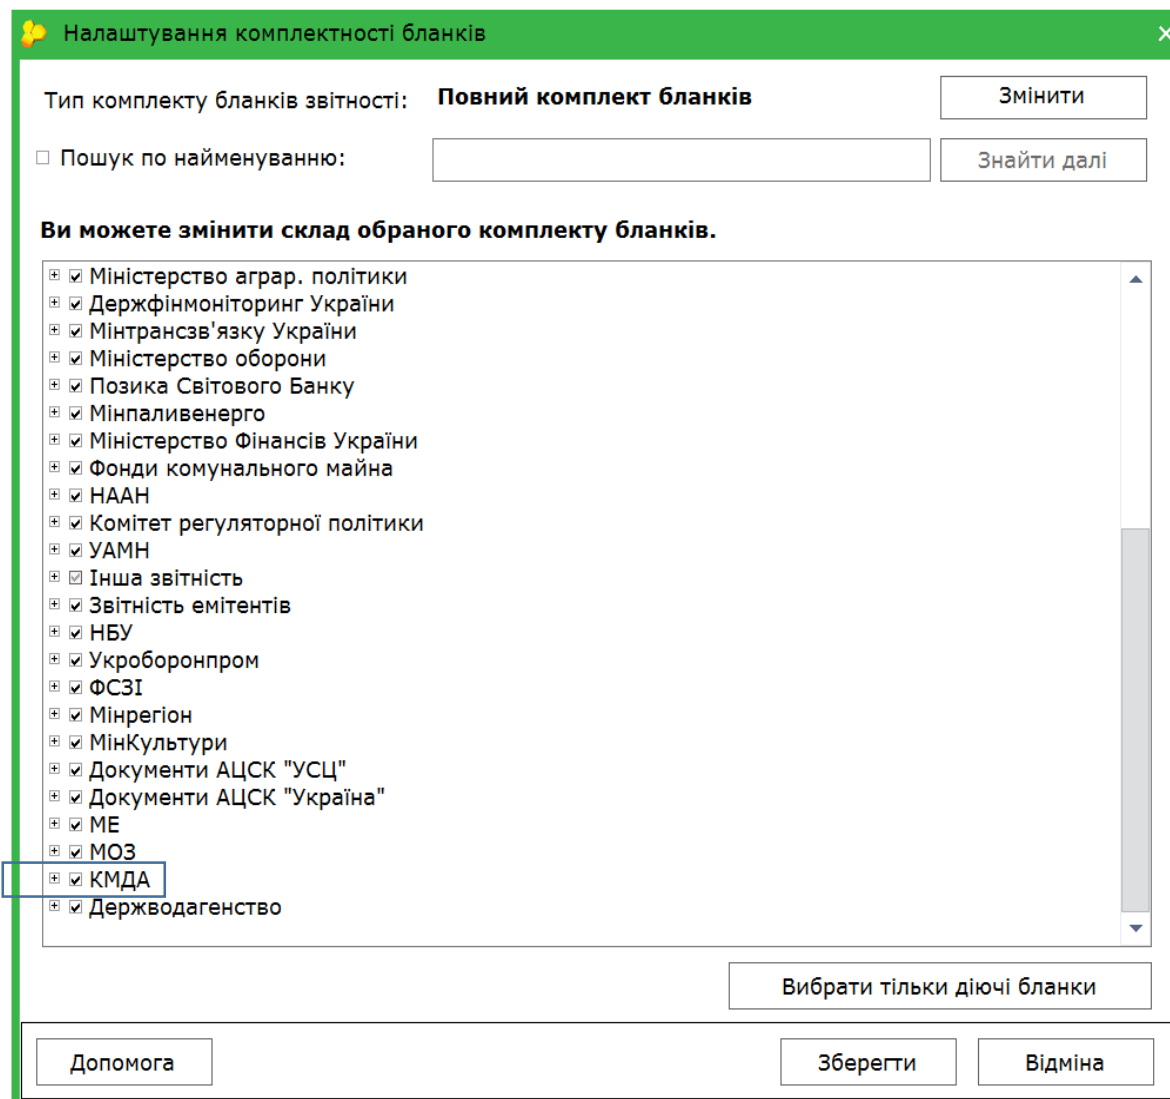 Налаштування комплектності бланків
Тип комплекту бланків звітності: Повний комплект бланків Змінити
Пошук по найменуванню: Знайти далі
Ви можете змінити склад обраного комплекту бланків.
Міністерство аграр. політики
Держфінмоніторинг України
Мінтрансзв'язку України
Міністерство оборони
Позика Світового Банку
Мінпаливенерго
Міністерство Фінансів України
Фонди комунального майна
НААН
Комітет регуляторної політики
УАМН
Інша звітність
Звітність емітентів
НБУ
Укроборонпром
ФСЗІ
Мінрегіон
МінКультури
Документи АЦСК "УСЦ"
Документи АЦСК "Україна"
МЕ
МОЗ
КМДА
Держводагенство
Вибрати тільки діючі бланки
Допомога Зберегти Відміна